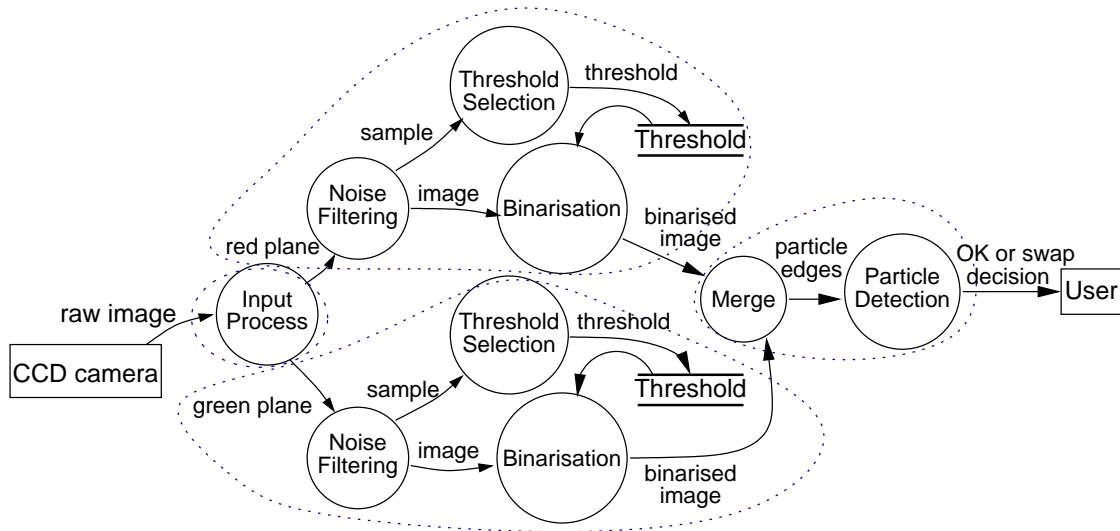 CCD camera
raw image
Input
Process
red plane
Noise
Filtering
sample
image
Threshold
Selection
threshold
Threshold
Binarisation
binarised
image
green plane
Noise
Filtering
sample
image
Threshold
Selection
threshold
Threshold
Binarisation
binarised
image
Merge
particle
edges
Particle
Detection
OK or swap
decision
User